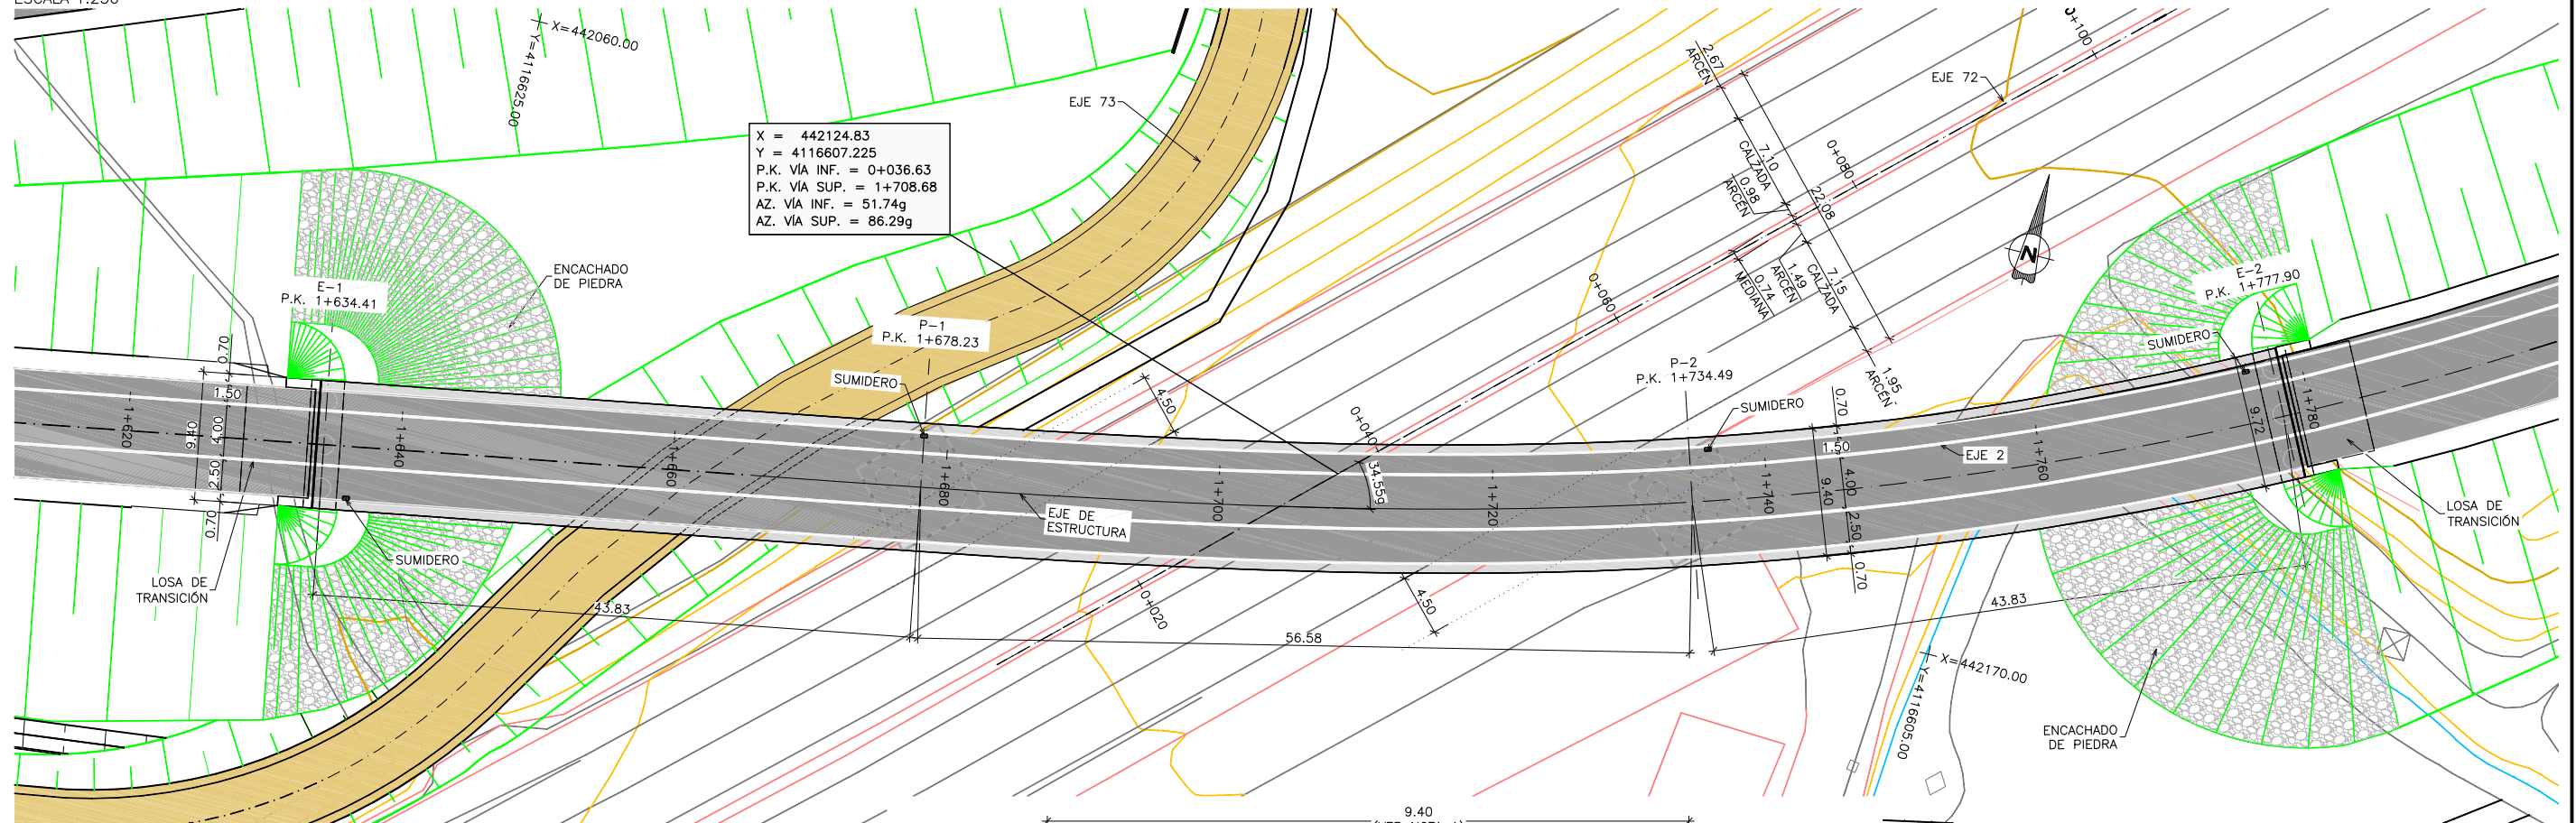 ESCALA 1:250
X=442060.00
Y=4116625.00
EJE 73
X = 442124.83
Y = 4116607.225
P.K. VÍA INF. = 0+036.63
P.K. VÍA SUP. = 1+708.68
AZ. VÍA INF. = 51.74g
AZ. VÍA SUP. = 86.29g
2.67
ARCÉN
7.10
CALZADA
0.98
ARCÉN
22.08
1.49
ARCÉN
7.15
CALZADA
0.74
MEDIANA
1.95
ARCÉN
EJE 72
0+100
0+080
0+060
0+040
0+020
N
ENCACHADO
DE PIEDRA
E-1
P.K. 1+634.41
P-1
P.K. 1+678.23
SUMIDERO
P-2
P.K. 1+734.49
SUMIDERO
E-2
P.K. 1+777.90
SUMIDERO
0.70
1.50
9.40
4.00
2.50
0.70
1+620
1+640
1+660
1+680
1+700
1+720
1+740
1+760
1+780
4.50
34.55g
0.70
1.50
4.00
9.40
2.50
0.70
9.72
EJE 2
EJE DE
ESTRUCTURA
LOSA DE
TRANSICIÓN
SUMIDERO
LOSA DE
TRANSICIÓN
43.83
56.58
43.83
4.50
X=442170.00
Y=4116605.00
ENCACHADO
DE PIEDRA
9.40